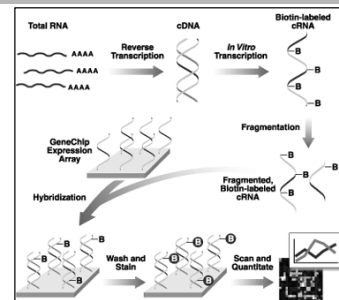 Total RNA
AAAA
AAAA
AAAA
Reverse
Transcription
cDNA
In Vitro
Transcription
Biotin-labeled
cRNA
B
B
B
Fragmentation
GeneChip
Expression
Array
B
B
B
Fragmented,
Biotin-labeled
cRNA
Hybridization
B
B
B
B
Wash and
Stain
B
B
B
B
Scan and
Quantitate